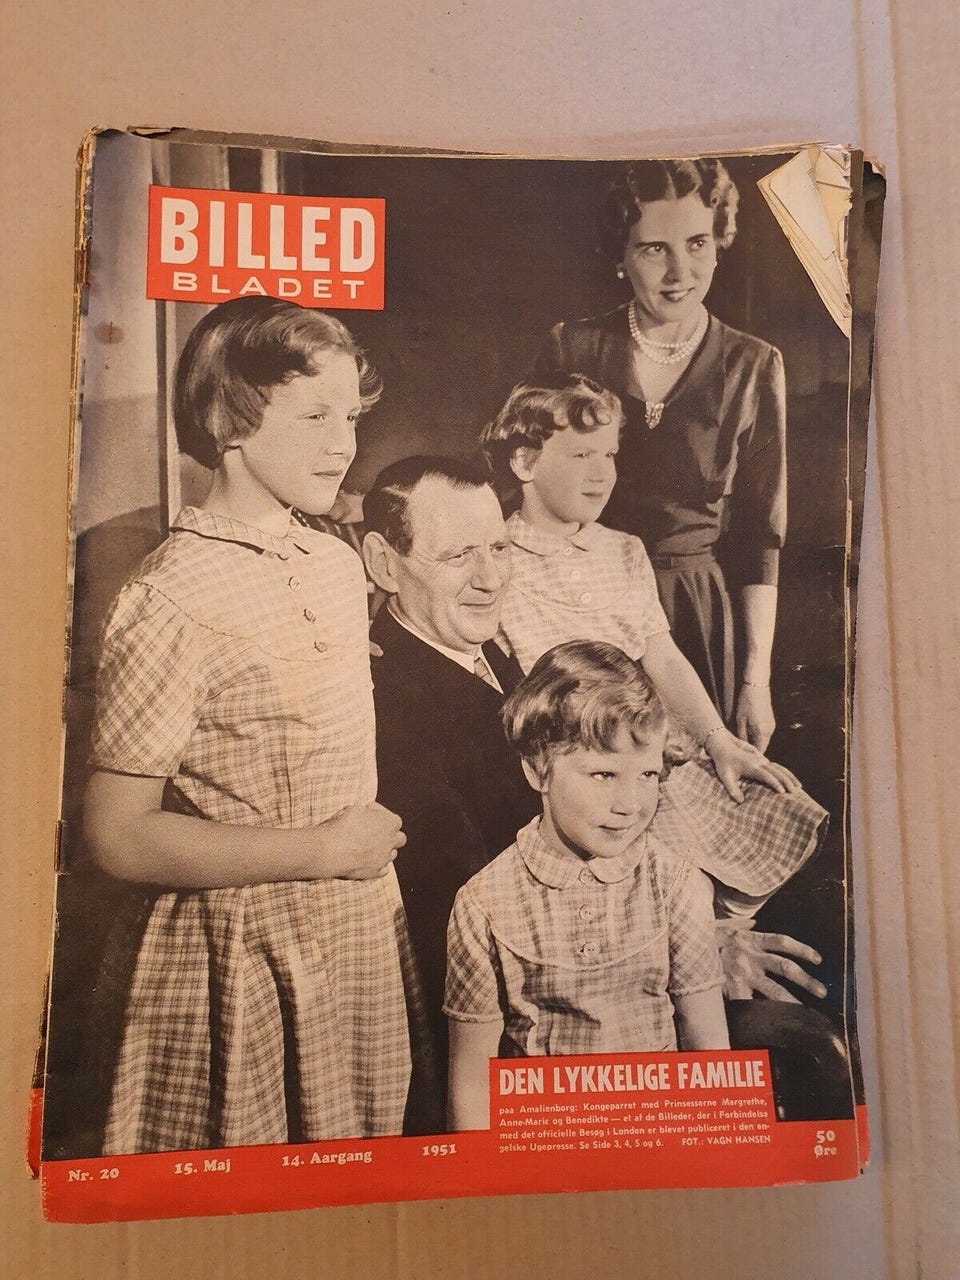 BILLED
BLADET
DEN LYKKELIGE FAMILIE
paa Amalienborg: Kongeparret med Prinsesserne Margrethe,
Anne-Marie og Benedikte — et af de Billeder, der i Forbindelse
med det officielle Besøg i London er blevet publiceret i den en-
gelske Ugepresse. Se Side 3, 4, 5 og 6. FOT.: VAGN HANSEN
Nr. 20 15. Maj 14. Aargang 1951 50
Øre